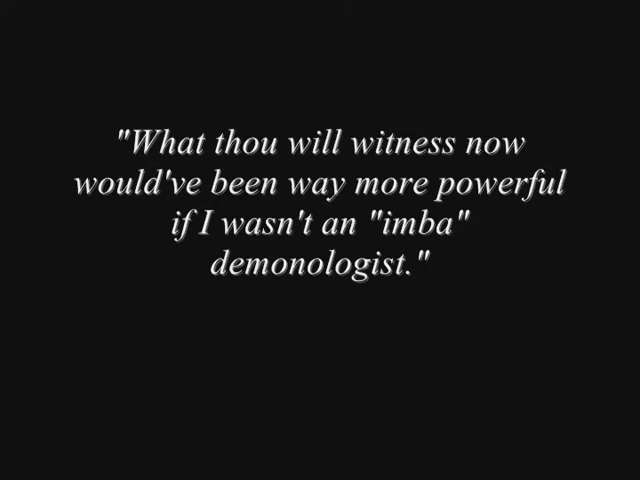 "What thou will witness now
would've been way more powerful
if I wasn't an "imba"
demonologist."